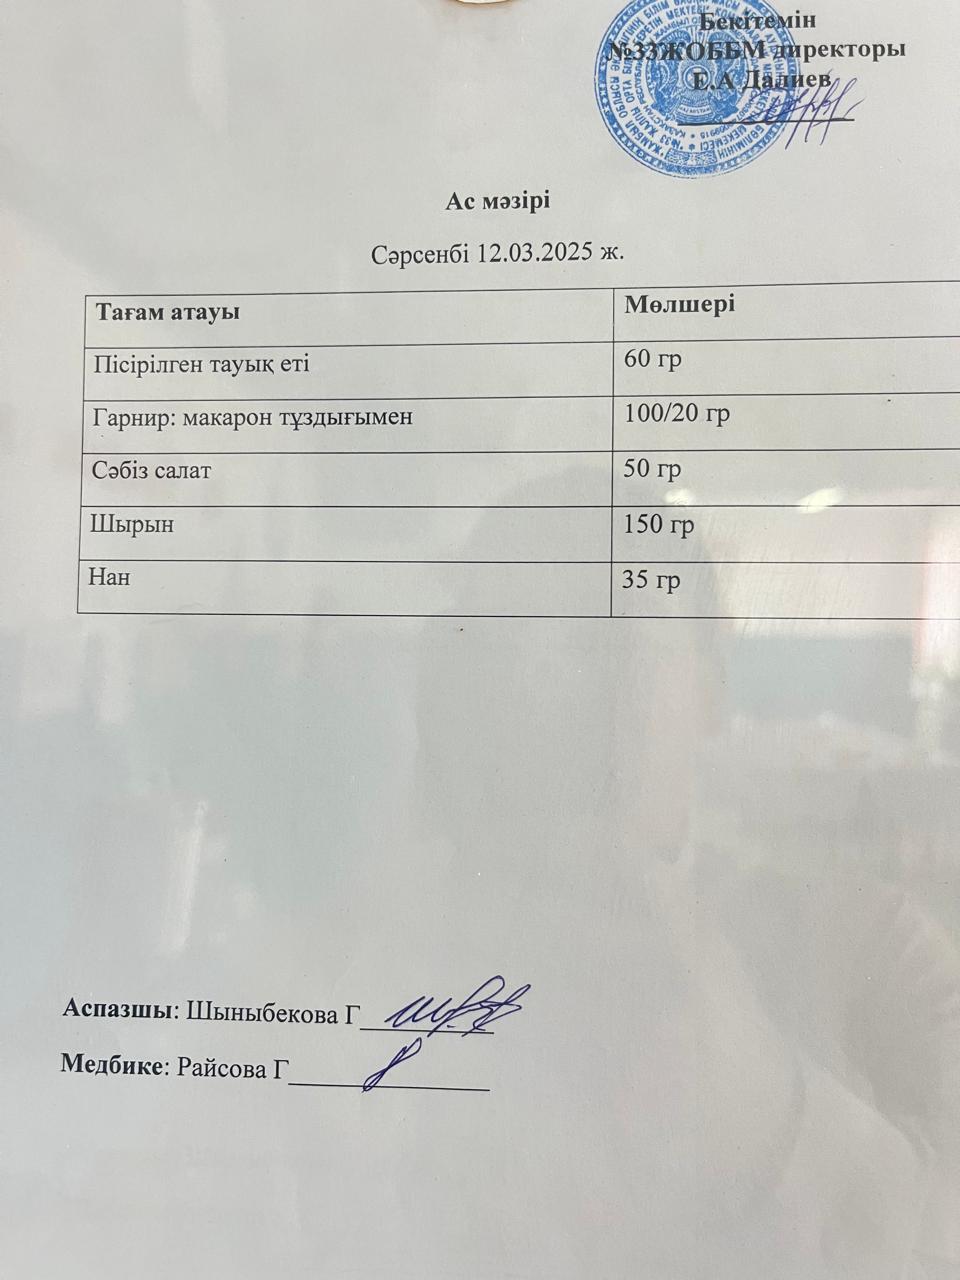 Бекітемін
№33ЖОББМ директоры
Е.А Далиев
Ас мәзірі
Сәрсенбі 12.03.2025 ж.
Тағам атауы Мөлшері
Пісірілген тауық еті 60 гр
Гарнир: макарон тұздығымен 100/20 гр
Сәбіз салат 50 гр
Шырын 150 гр
Нан 35 гр
Аспазшы: Шыныбекова Г
Медбике: Райсова Г